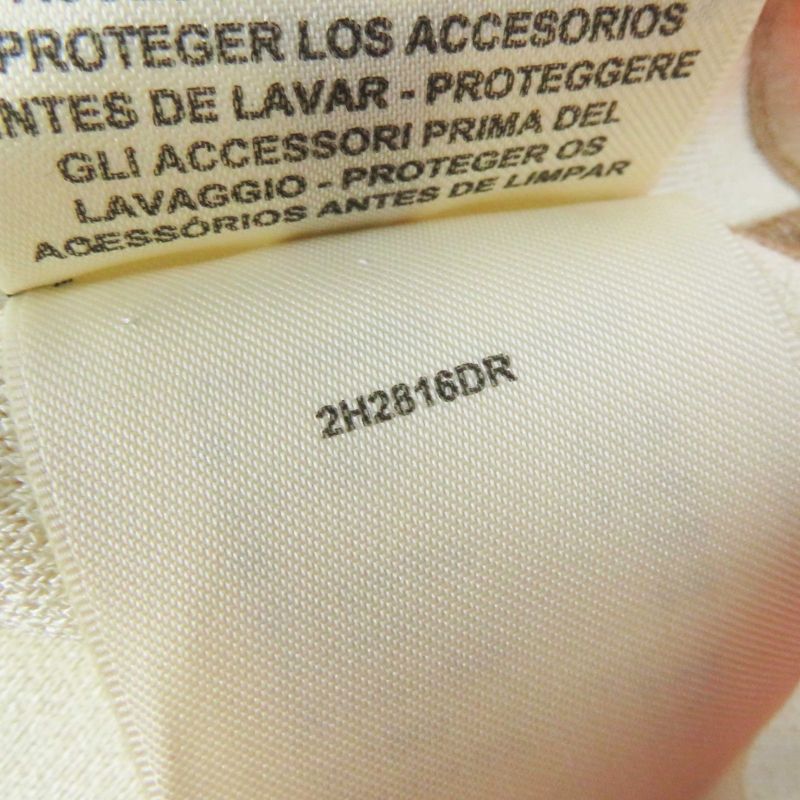 PROTEGER LOS ACCESORIOS
ANTES DE LAVAR - PROTEGGERE
GLI ACCESSORI PRIMA DEL
LAVAGGIO - PROTEGER OS
ACESSÓRIOS ANTES DE LIMPAR
2H2816DR